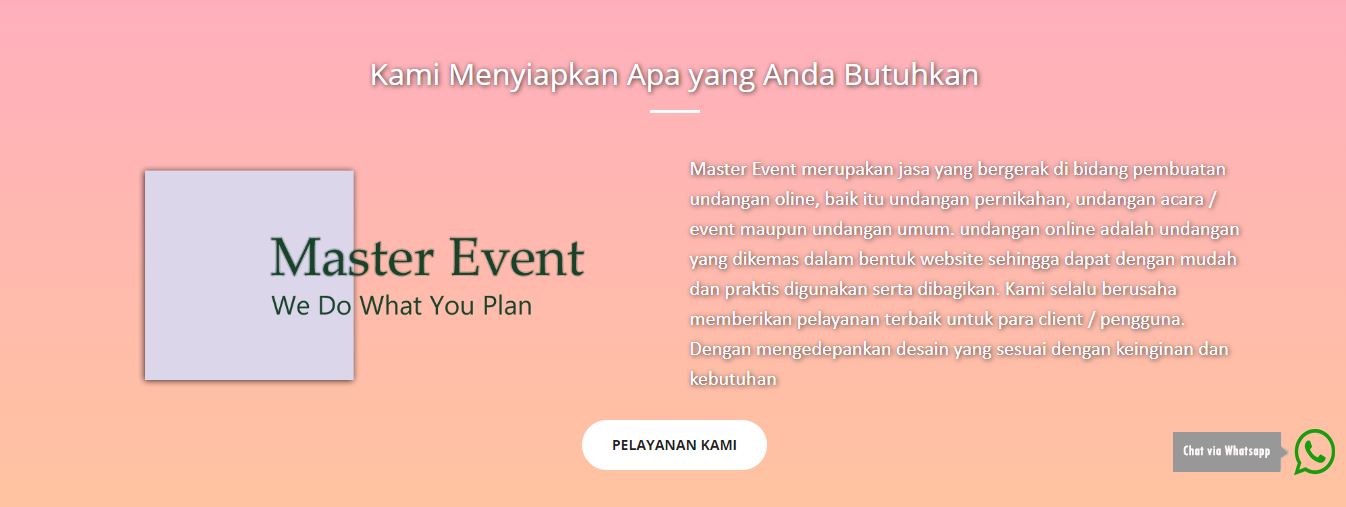 Kami Menyiapkan Apa yang Anda Butuhkan
Master Event
We Do What You Plan
Master Event merupakan jasa yang bergerak di bidang pembuatan
undangan oline, baik itu undangan pernikahan, undangan acara /
event maupun undangan umum. undangan online adalah undangan
yang dikemas dalam bentuk website sehingga dapat dengan mudah
dan praktis digunakan serta dibagikan. Kami selalu berusaha
memberikan pelayanan terbaik untuk para client / pengguna.
Dengan mengedepankan desain yang sesuai dengan keinginan dan
kebutuhan
PELAYANAN KAMI
Chat via Whatsapp